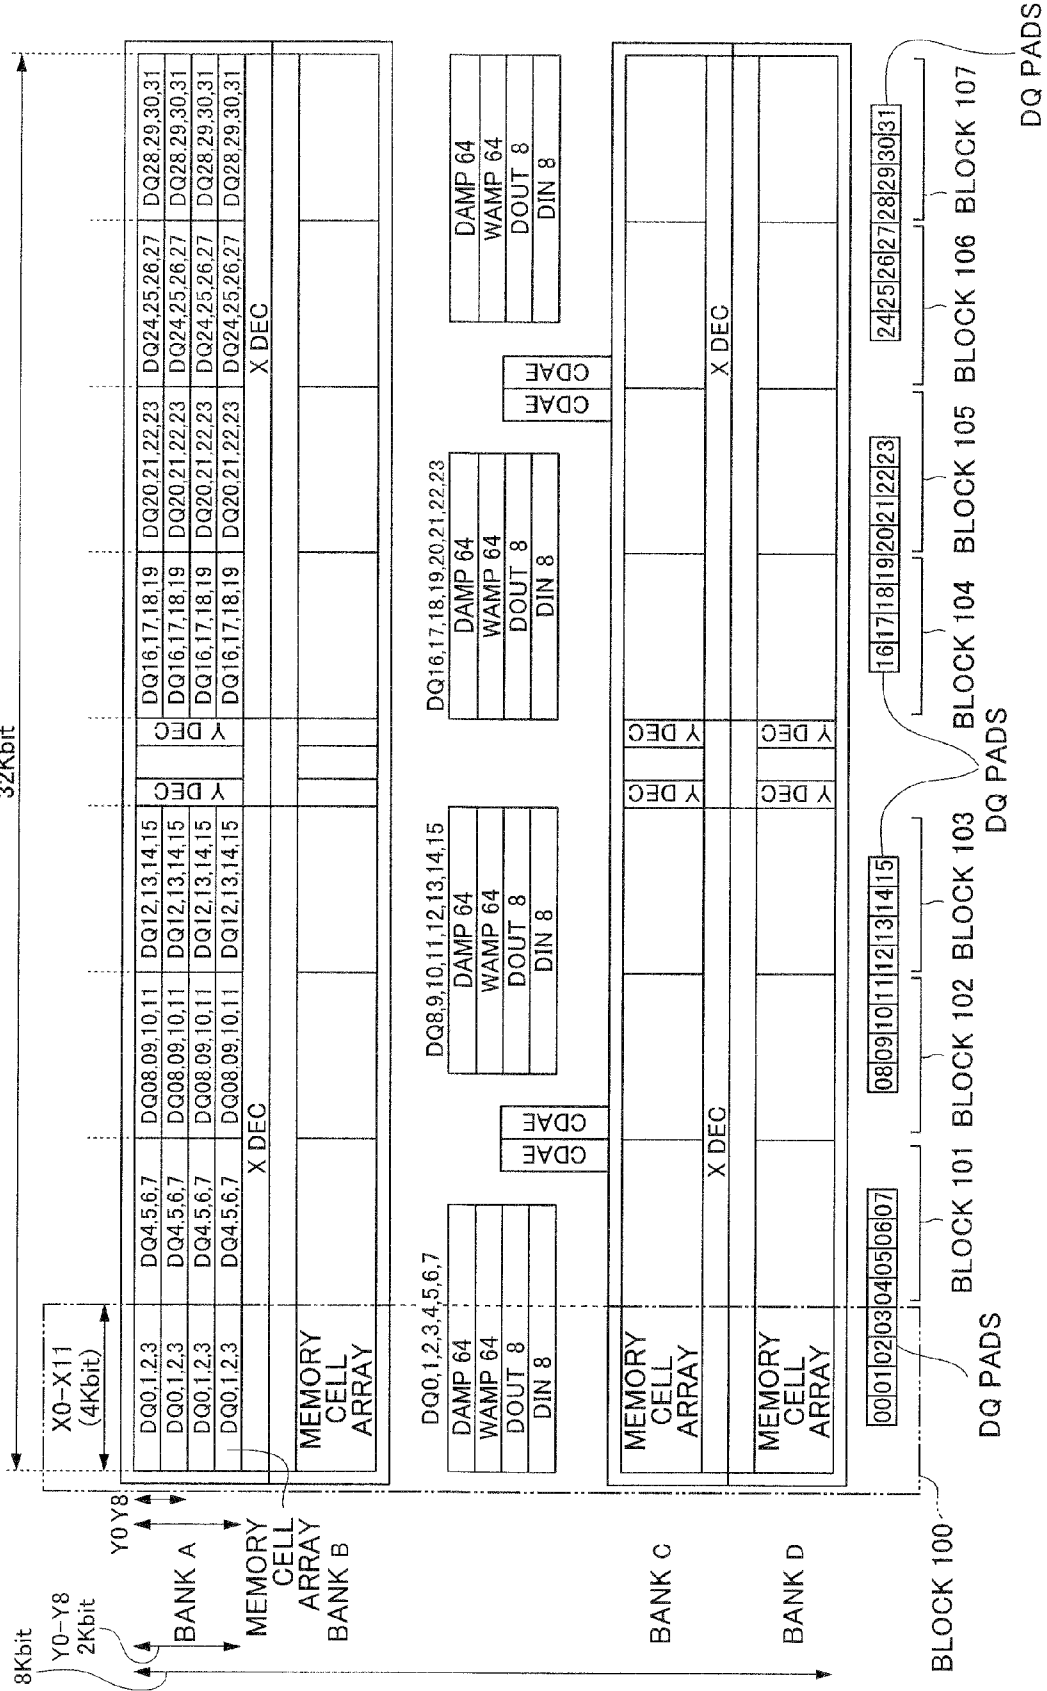 32Kbit
8Kbit
Y0-Y8
2Kbit
Y0 Y8
X0-X11
(4Kbit)
BANK A
MEMORY
CELL
ARRAY
BANK B
BANK C
BANK D
DQ0,1,2,3 DQ4,5,6,7 DQ08,09,10,11 DQ12,13,14,15 Y DEC Y DEC DQ16,17,18,19 DQ20,21,22,23 DQ24,25,26,27 DQ28,29,30,31
DQ0,1,2,3 DQ4,5,6,7 DQ08,09,10,11 DQ12,13,14,15 DQ16,17,18,19 DQ20,21,22,23 DQ24,25,26,27 DQ28,29,30,31
DQ0,1,2,3 DQ4,5,6,7 DQ08,09,10,11 DQ12,13,14,15 DQ16,17,18,19 DQ20,21,22,23 DQ24,25,26,27 DQ28,29,30,31
DQ0,1,2,3 DQ4,5,6,7 DQ08,09,10,11 DQ12,13,14,15 DQ16,17,18,19 DQ20,21,22,23 DQ24,25,26,27 DQ28,29,30,31
X DEC X DEC
MEMORY
CELL
ARRAY
DQ0,1,2,3,4,5,6,7
DAMP 64
WAMP 64
DOUT 8
DIN 8
CDAE CDAE
DQ8,9,10,11,12,13,14,15
DAMP 64
WAMP 64
DOUT 8
DIN 8
DQ16,17,18,19,20,21,22,23
DAMP 64
WAMP 64
DOUT 8
DIN 8
CDAE CDAE
DAMP 64
WAMP 64
DOUT 8
DIN 8
MEMORY
CELL
ARRAY
Y DEC Y DEC
X DEC X DEC
MEMORY
CELL
ARRAY
Y DEC Y DEC
00 01 02 03 04 05 06 07 08 09 10 11 12 13 14 15 16 17 18 19 20 21 22 23 24 25 26 27 28 29 30 31
BLOCK 100 BLOCK 101 BLOCK 102 BLOCK 103 BLOCK 104 BLOCK 105 BLOCK 106 BLOCK 107
DQ PADS DQ PADS DQ PADS